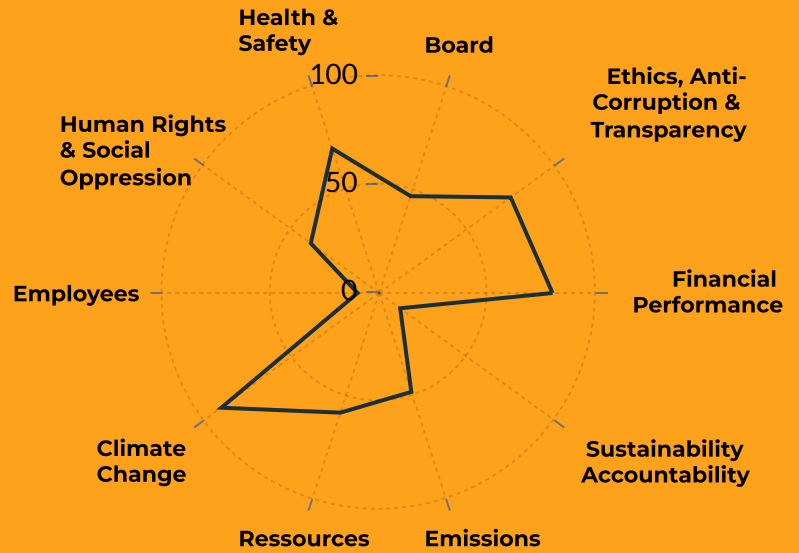 Health &
Safety
Board
100
Ethics, Anti-
Corruption &
Transparency
Human Rights
& Social
Oppression
50
Employees
0
Financial
Performance
Climate
Change
Sustainability
Accountability
Ressources
Emissions